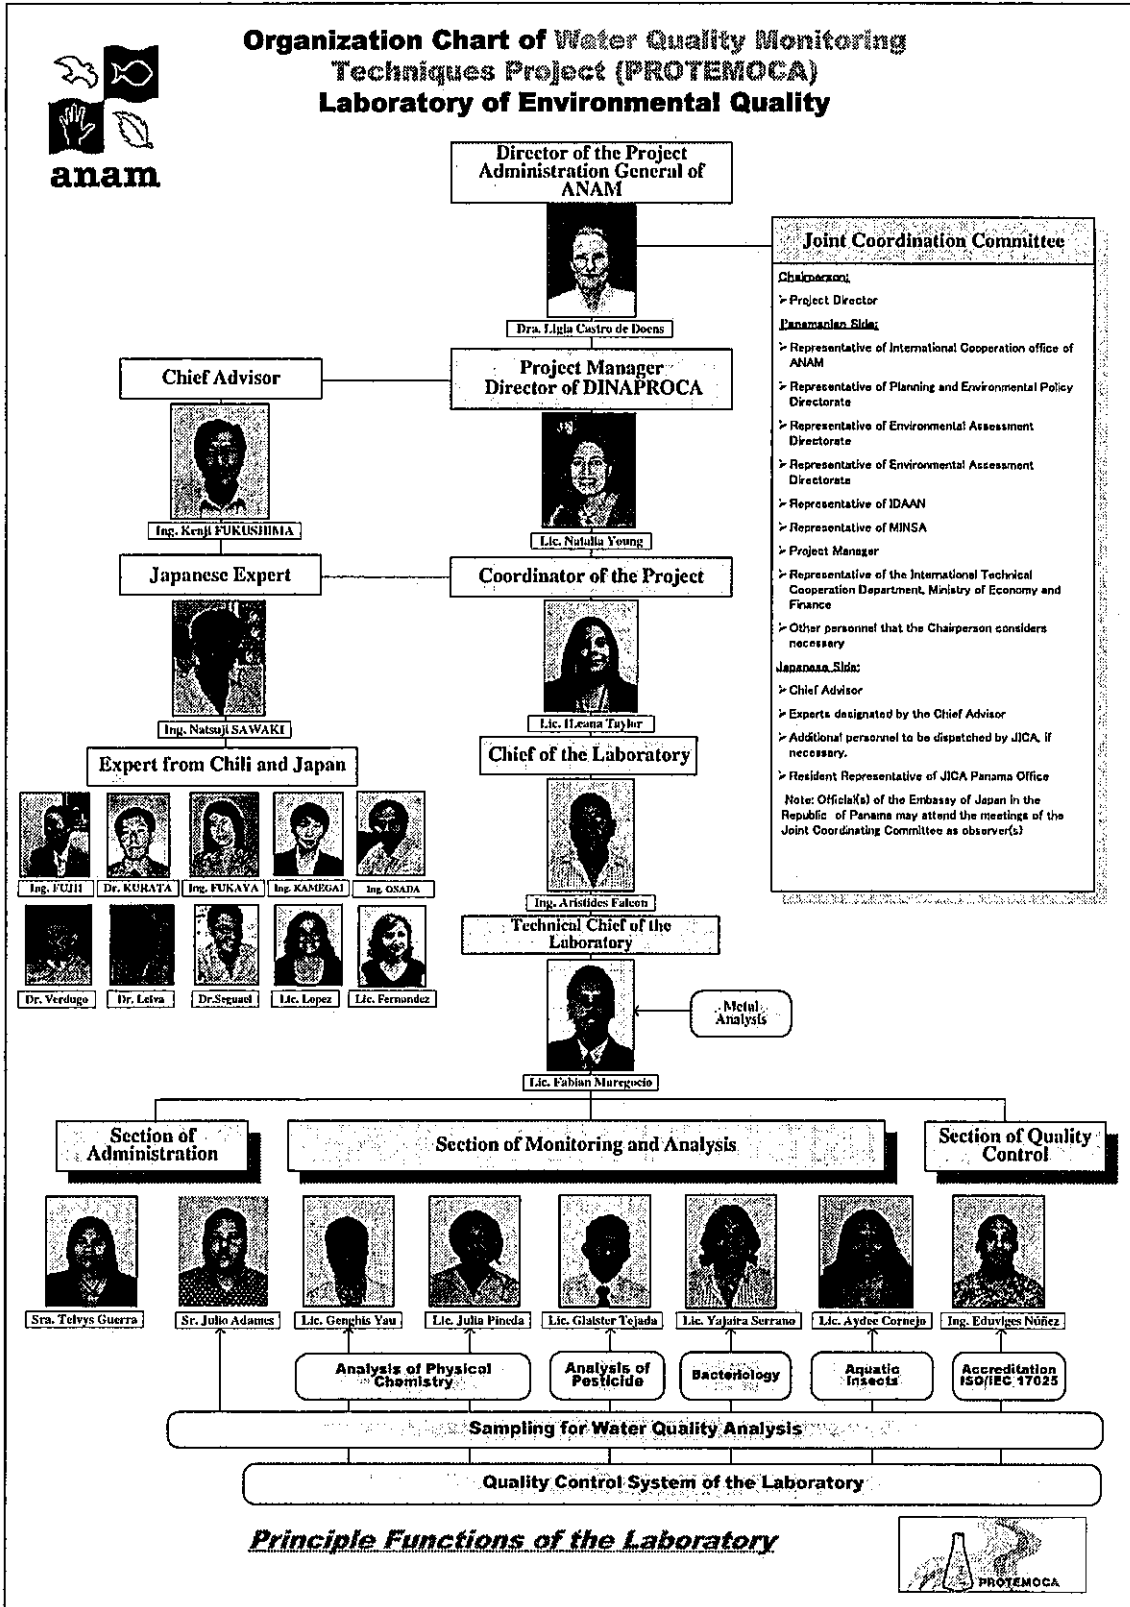 Organization Chart of Water Quality Monitoring
Techniques Project (PROTEMOCA)
Laboratory of Environmental Quality
anam
Director of the Project
Administration General of
ANAM
Dra. Ligia Castro de Doens
Joint Coordination Committee
Chairperson:
➢ Project Director
Panamanian Side:
➢ Representative of International Cooperation office of
ANAM
➢ Representative of Planning and Environmental Policy
Directorate
➢ Representative of Environmental Assessment
Directorate
➢ Representative of Environmental Assessment
Directorate
➢ Representative of IDAAN
➢ Representative of MINSA
➢ Project Manager
➢ Representative of the International Technical
Cooperation Department, Ministry of Economy and
Finance
➢ Other personnel that the Chairperson considers
necessary
Japanese Side:
➢ Chief Advisor
➢ Experts designated by the Chief Advisor
➢ Additional personnel to be dispatched by JICA, if
necessary.
➢ Resident Representative of JICA Panama Office
Note: Official(s) of the Embassy of Japan in the
Republic of Panama may attend the meetings of the
Joint Coordinating Committee as observer(s)
Chief Advisor
Project Manager
Director of DINAPROCA
Ing. Kenji FUKUSHIMA
Lic. Natalia Young
Japanese Expert
Coordinator of the Project
Ing. Natsuji SAWAKI
Lic. ILeana Taylor
Expert from Chili and Japan
Chief of the Laboratory
Ing. FUJII
Dr. KURATA
Ing. FUKAYA
Ing. KAMEGAI
Ing. OSADA
Ing. Aristides Falcon
Technical Chief of the
Laboratory
Dr. Verdugo
Dr. Leiva
Dr.Seguel
Lic. Lopez
Lic. Fernandez
Metal
Analysis
Lic. Fabian Muregocio
Section of
Administration
Section of Monitoring and Analysis
Section of Quality
Control
Sra. Telvys Guerra
Sr. Julio Adames
Lic. Genghis Yau
Lic. Julia Pineda
Lic. Glaister Tejada
Lic. Yajaira Serrano
Lic. Aydee Cornejo
Ing. Eduviges Núñez
Analysis of Physical
Chemistry
Analysis of
Pesticide
Bacteriology
Aquatic
Insects
Accreditation
ISO/IEC 17025
Sampling for Water Quality Analysis
Quality Control System of the Laboratory
Principle Functions of the Laboratory
PROTEMOCA